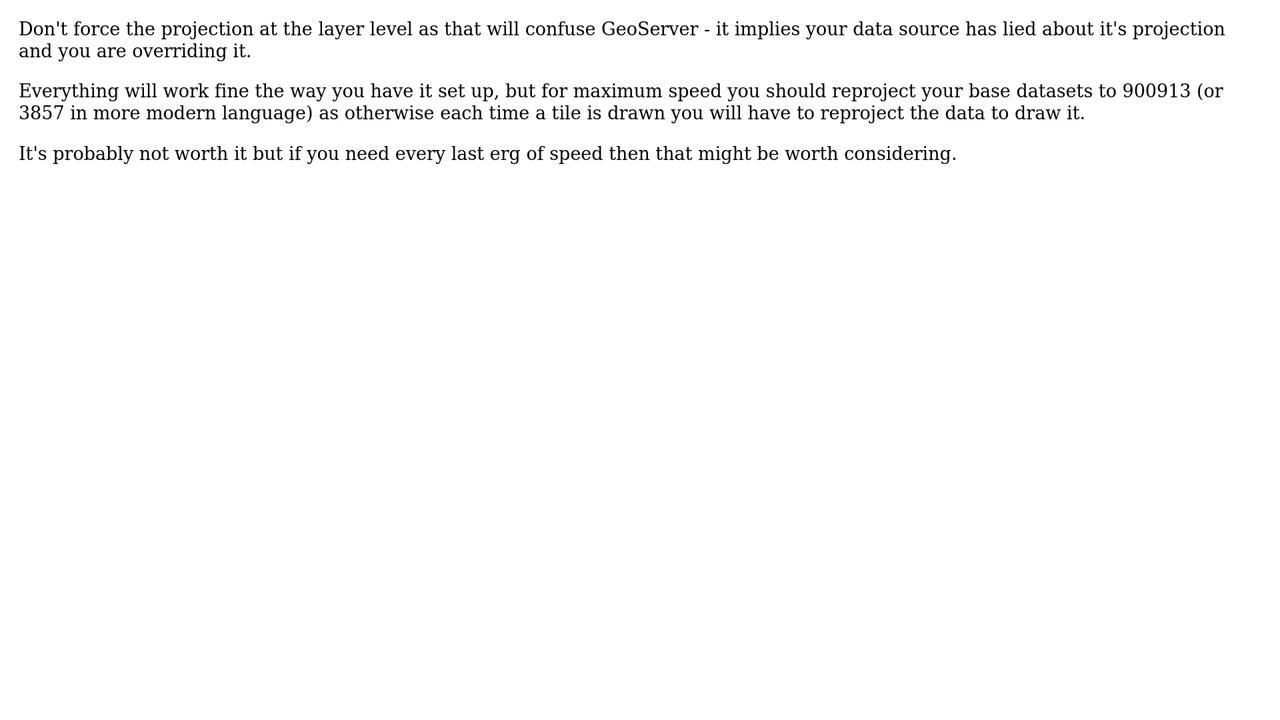 Don't force the projection at the layer level as that will confuse GeoServer - it implies your data source has lied about it's projection
and you are overriding it.
Everything will work fine the way you have it set up, but for maximum speed you should reproject your base datasets to 900913 (or
3857 in more modern language) as otherwise each time a tile is drawn you will have to reproject the data to draw it.
It's probably not worth it but if you need every last erg of speed then that might be worth considering.